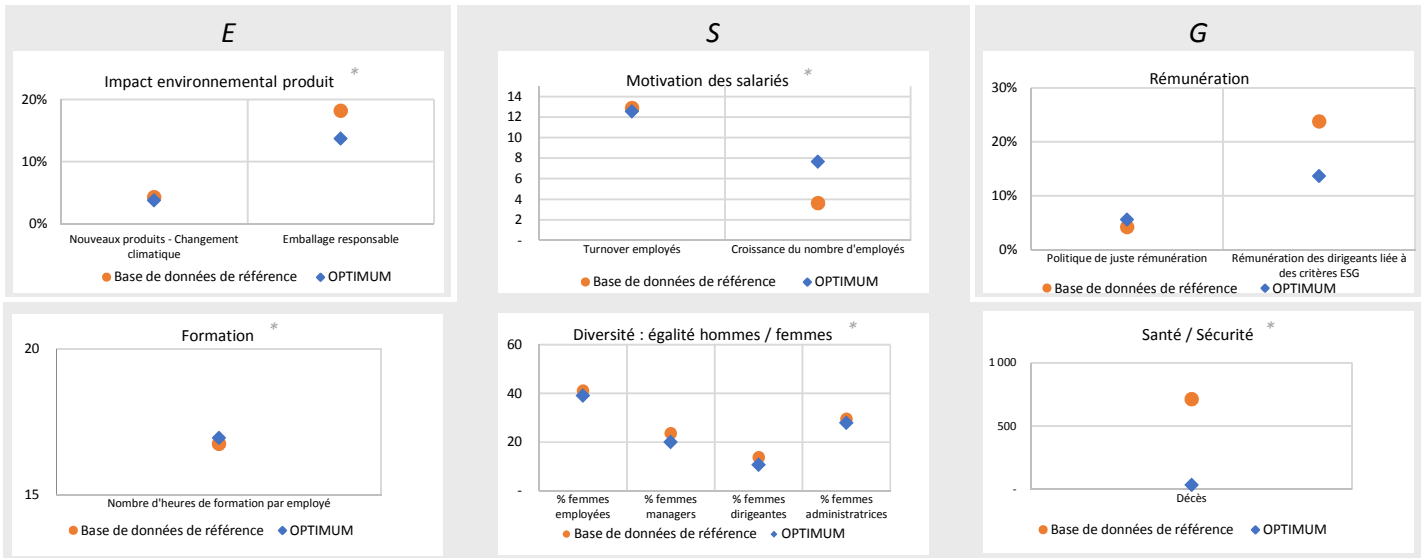 E
S
G
Impact environnemental produit *
20%
10%
0%
Nouveaux produits - Changement
climatique
Emballage responsable
Base de données de référence
OPTIMUM
Motivation des salariés *
14
12
10
8
6
4
2
-
Turnover employés
Croissance du nombre d'employés
Base de données de référence
OPTIMUM
Rémunération
30%
20%
10%
0%
Politique de juste rémunération
Rémunération des dirigeants liée à
des critères ESG
Base de données de référence
OPTIMUM
Formation *
20
15
Nombre d'heures de formation par employé
Base de données de référence
OPTIMUM
Diversité : égalité hommes / femmes *
60
40
20
-
% femmes
employées
% femmes
managers
% femmes
dirigeantes
% femmes
administratrices
Base de données de référence
OPTIMUM
Santé / Sécurité *
1 000
500
-
Décès
Base de données de référence
OPTIMUM